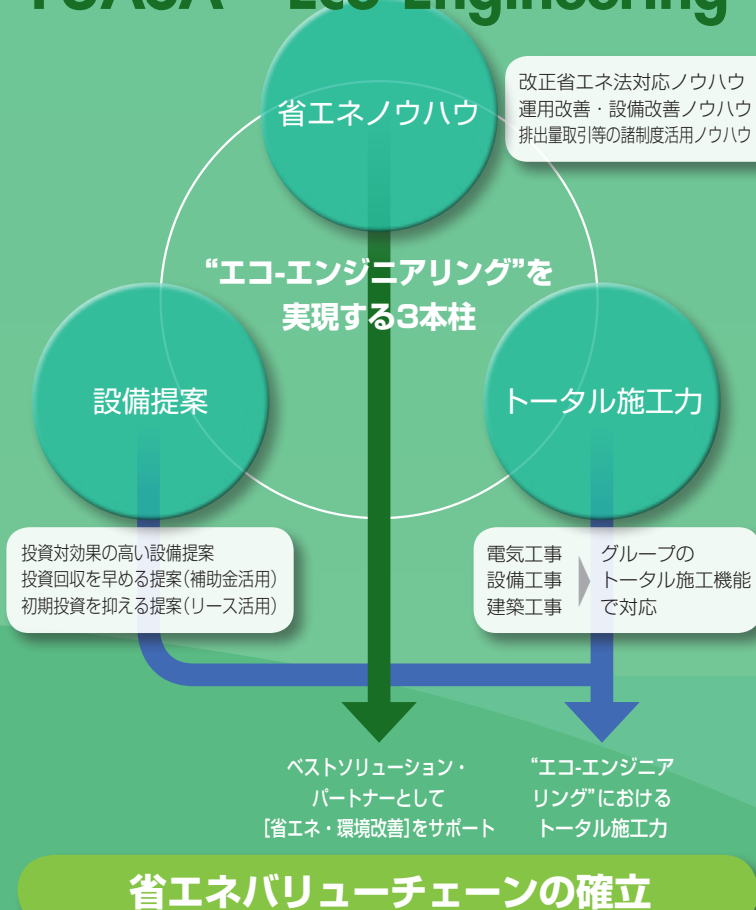 Eco-Engineering
省エネノウハウ
改正省エネ法対応ノウハウ
運用改善・設備改善ノウハウ
排出量取引等の諸制度活用ノウハウ
“エコ-エンジニアリング”を
実現する3本柱
設備提案
トータル施工力
投資対効果の高い設備提案
投資回収を早める提案(補助金活用)
初期投資を抑える提案(リース活用)
電気工事
設備工事
建築工事
グループの
トータル施工機能
で対応
ベストソリューション・
パートナーとして
[省エネ・環境改善]をサポート
“エコ-エンジニア
リング”における
トータル施工力
省エネバリューチェーンの確立